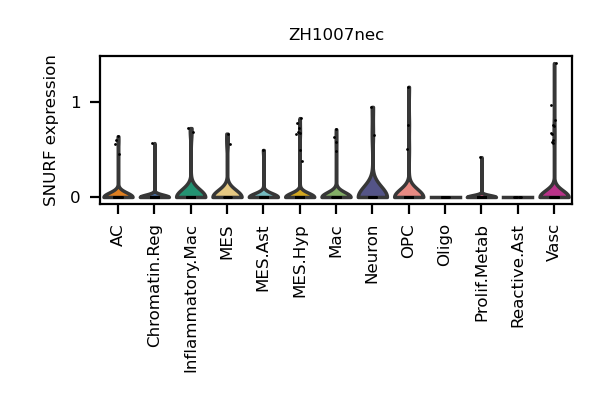 ZH1007nec
SNURF expression
1
0
AC
Chromatin.Reg
Inflammatory.Mac
MES
MES.Ast
MES.Hyp
Mac
Neuron
OPC
Oligo
Prolif.Metab
Reactive.Ast
Vasc